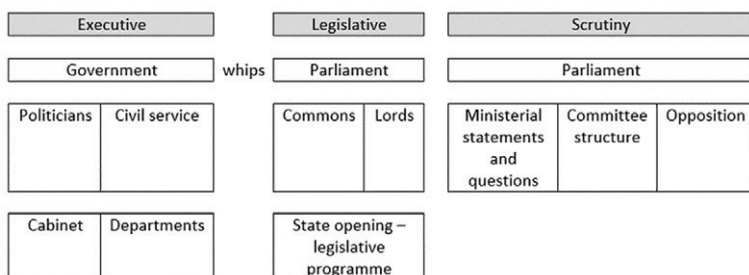 Executive
Legislative
Scrutiny
Government
whips
Parliament
Parliament
Politicians
Civil service
Commons
Lords
Ministerial
statements
and
questions
Committee
structure
Opposition
Cabinet
Departments
State opening –
legislative
programme